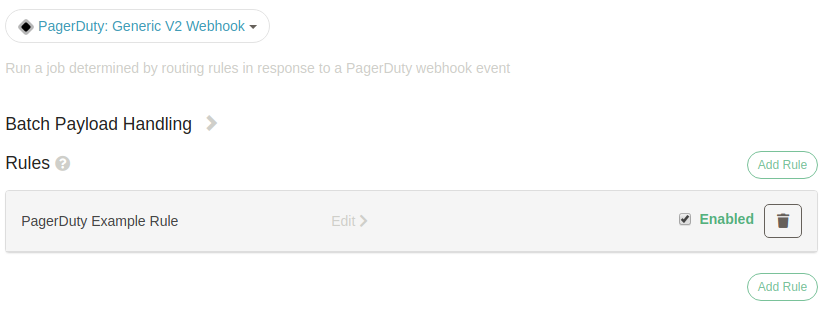 PagerDuty: Generic V2 Webhook
Run a job determined by routing rules in response to a PagerDuty webhook event
Batch Payload Handling
Rules ?
Add Rule
PagerDuty Example Rule Edit Enabled
Add Rule